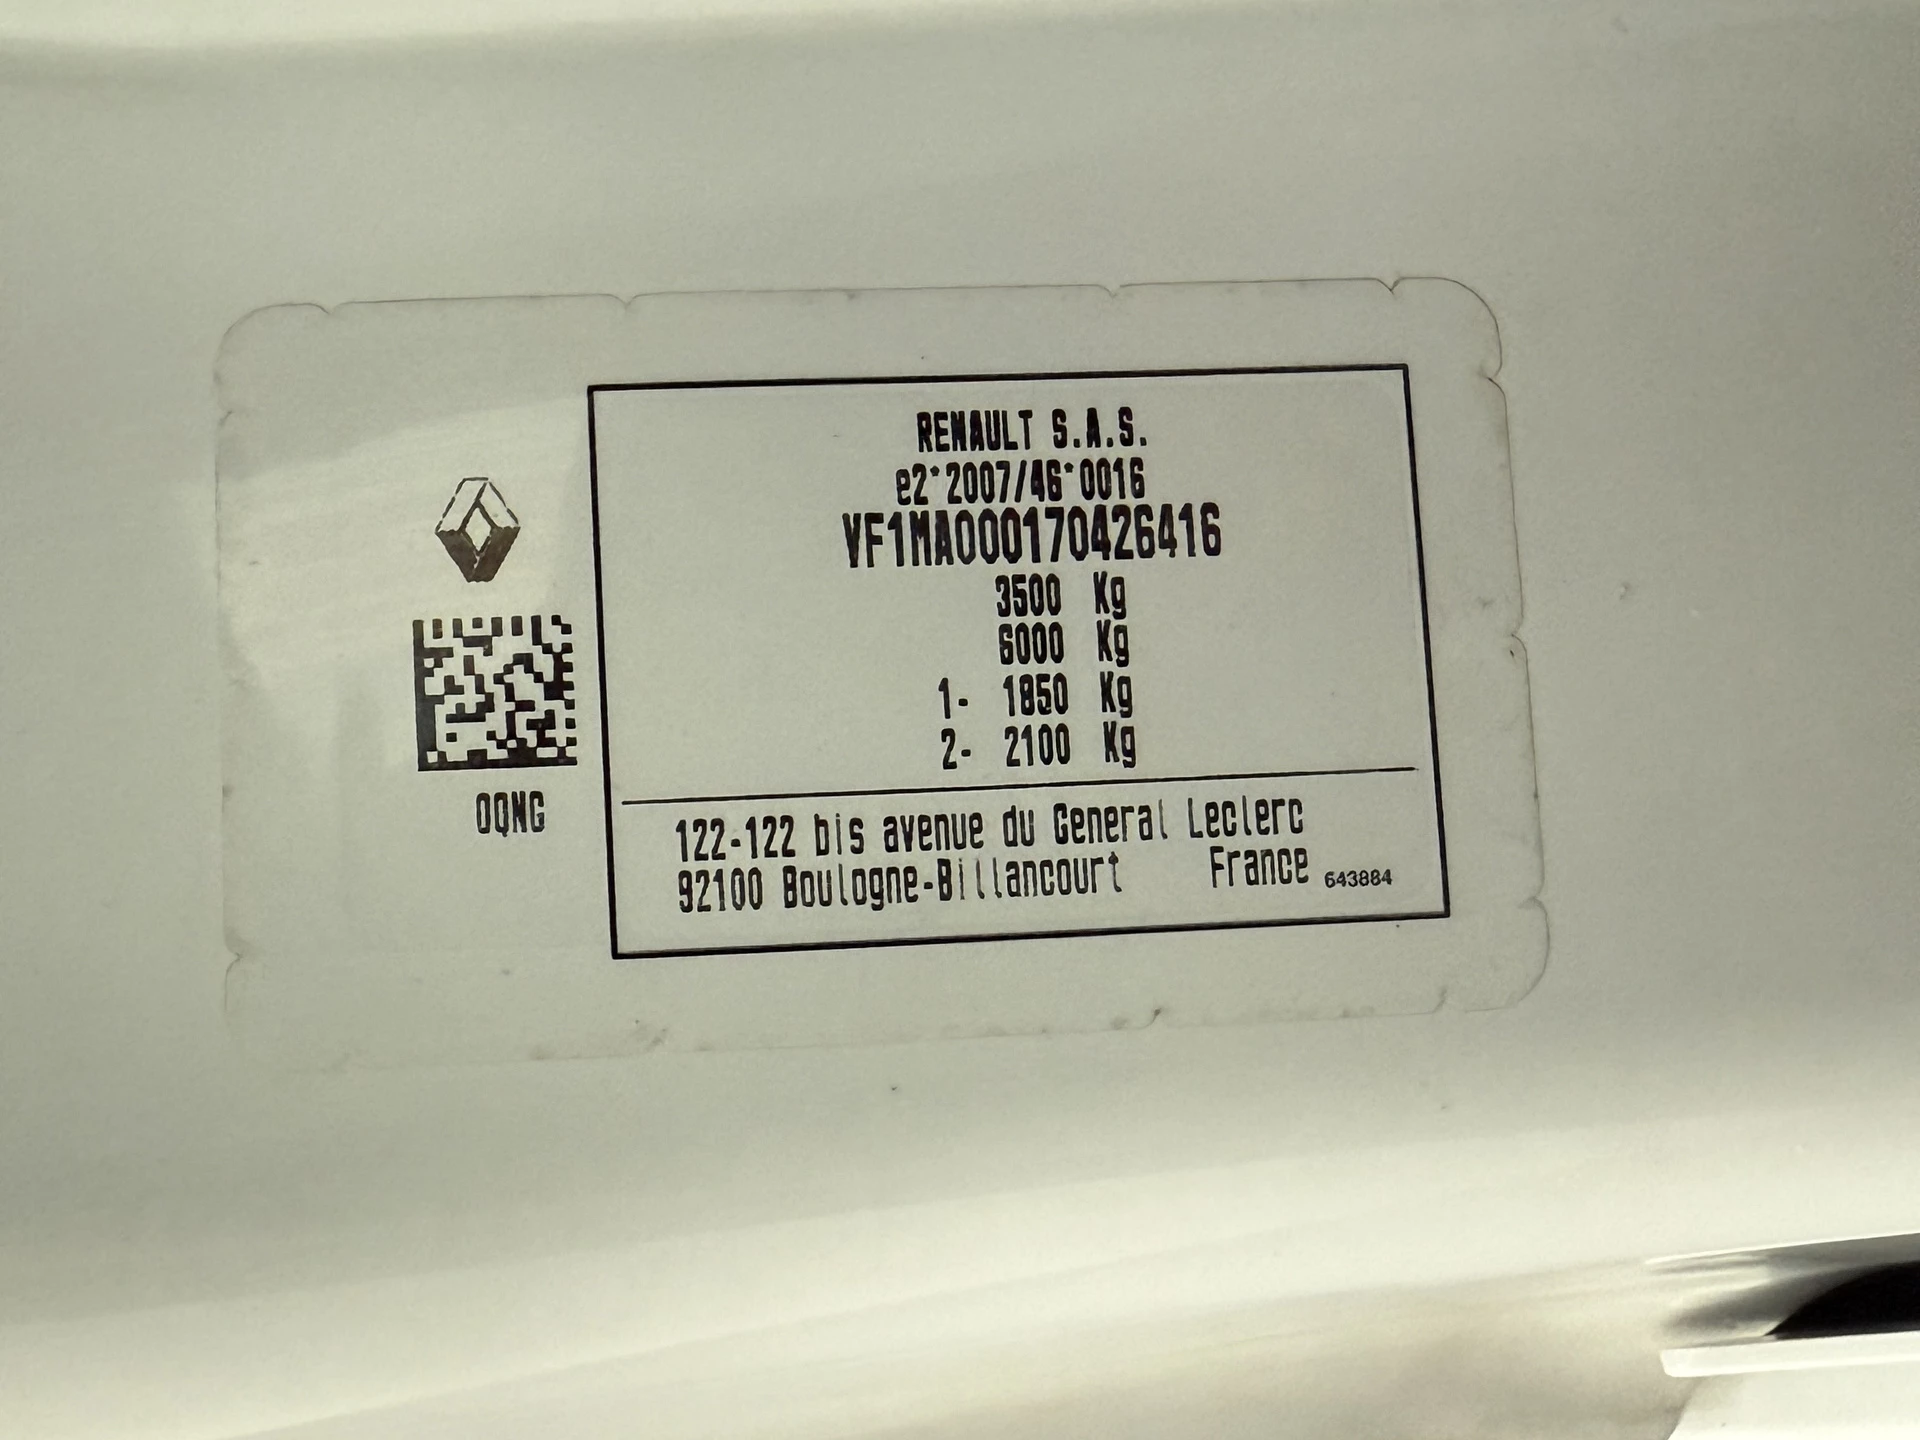 RENAULT S.A.S.
e2*2007/46*0016
VF1MA000170426416
3500 Kg
6000 Kg
1- 1850 Kg
2- 2100 Kg
0QNG
122-122 bis avenue du General Leclerc
92100 Boulogne-Billancourt France 643884